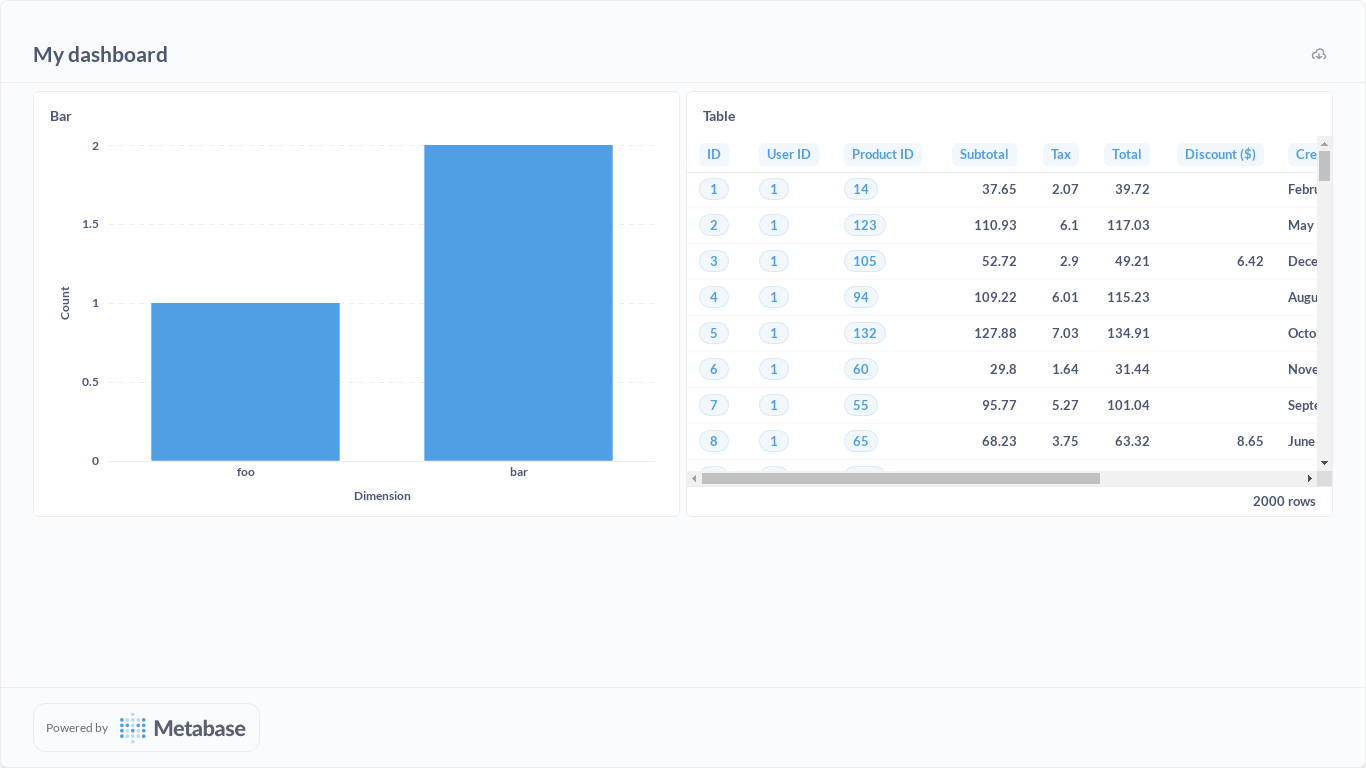 My dashboard
Bar
2
1.5
1
0.5
0
Count
foo bar
Dimension
Table
ID User ID Product ID Subtotal Tax Total Discount ($) Cre
1 1 14 37.65 2.07 39.72 Febru
2 1 123 110.93 6.1 117.03 May
3 1 105 52.72 2.9 49.21 6.42 Dece
4 1 94 109.22 6.01 115.23 Augu
5 1 132 127.88 7.03 134.91 Octo
6 1 60 29.8 1.64 31.44 Nove
7 1 55 95.77 5.27 101.04 Septe
8 1 65 68.23 3.75 63.32 8.65 June
2000 rows
Powered by Metabase